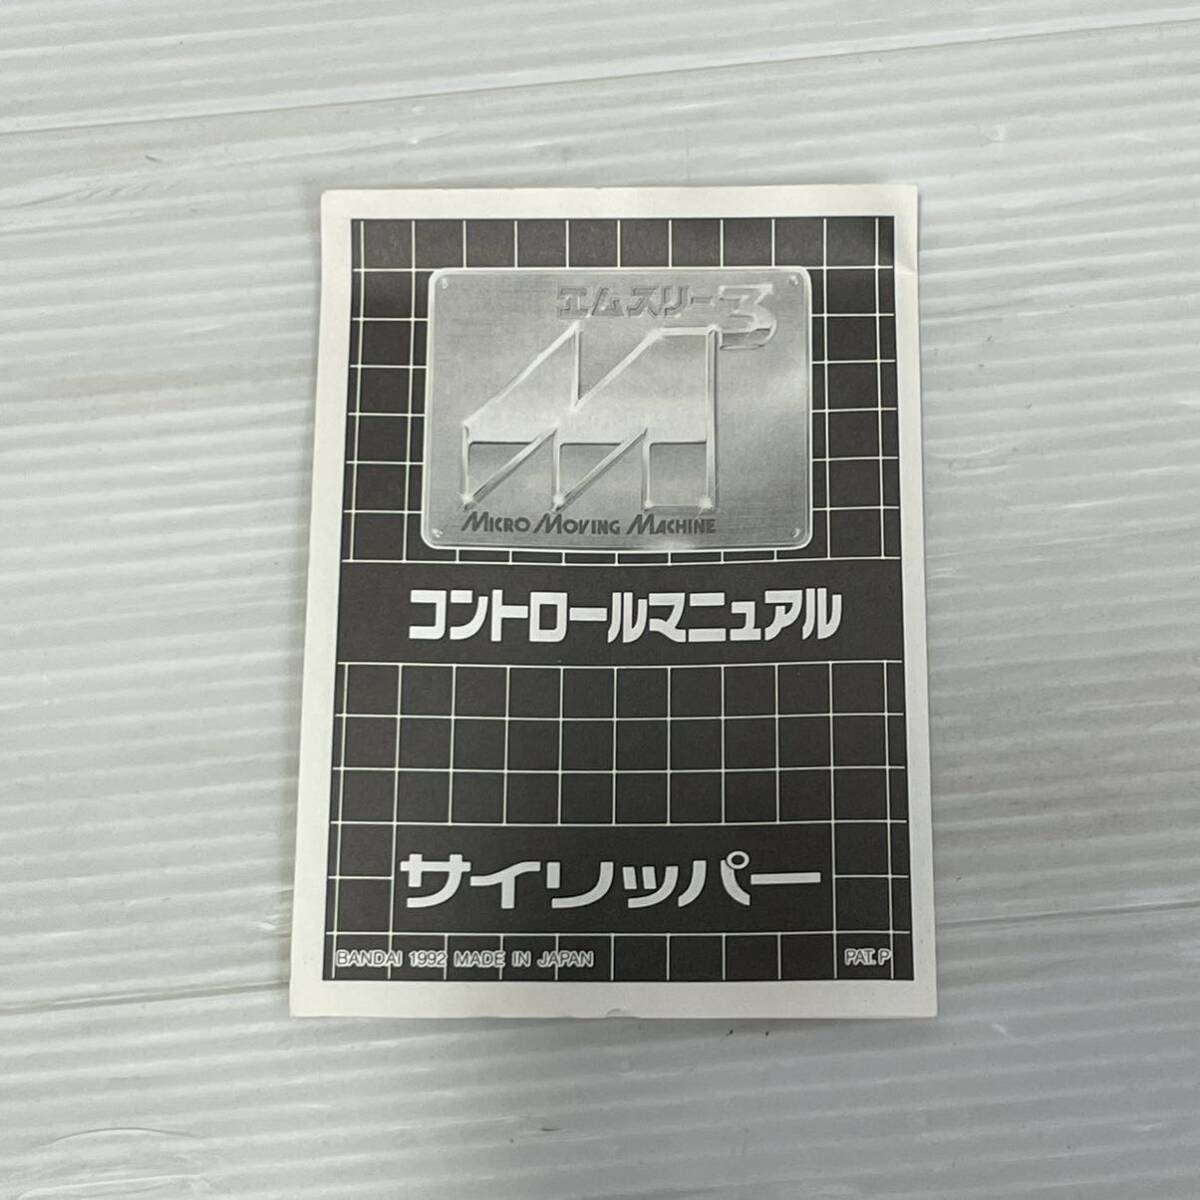 エムスリー
M3
MICRO MOVING MACHINE
コントロールマニュアル
サイリッパー
BANDAI 1992 MADE IN JAPAN PAT. P